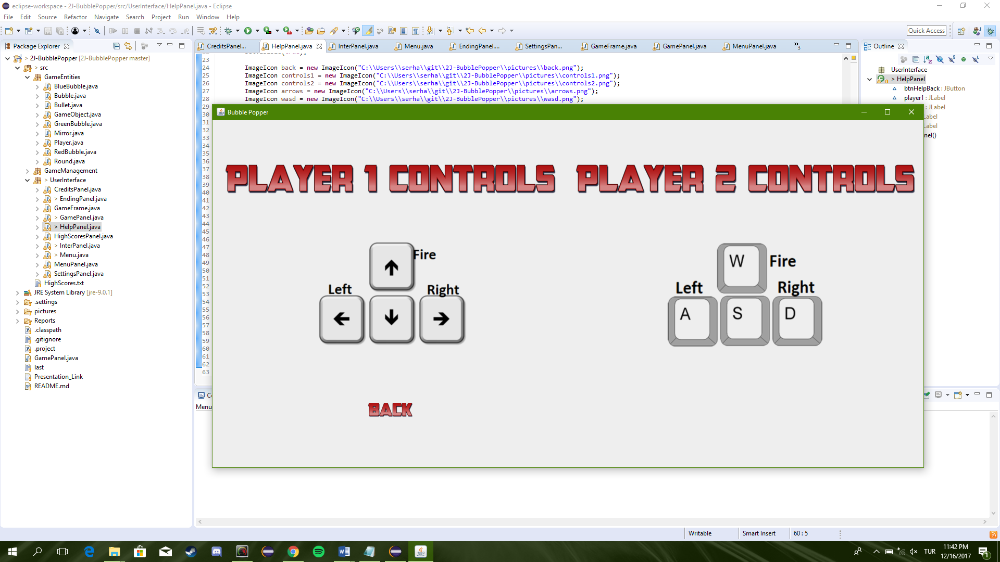 eclipse-workspace - 2J-BubblePopper/src/UserInterface/HelpPanel.java - Eclipse
File Edit Source Refactor Navigate Search Project Run Window Help
Quick Access
Package Explorer
2J-BubblePopper [2J-BubblePopper master]
src
GameEntities
BlueBubble.java
Bubble.java
Bullet.java
GameObject.java
GreenBubble.java
Mirror.java
Player.java
RedBubble.java
Round.java
GameManagement
> UserInterface
CreditsPanel.java
> EndingPanel.java
GameFrame.java
> GamePanel.java
> HelpPanel.java
HighScoresPanel.java
> InterPanel.java
> Menu.java
MenuPanel.java
SettingsPanel.java
HighScores.txt
JRE System Library [jre-9.0.1]
.settings
pictures
Reports
.classpath
.gitignore
.project
GamePanel.java
last
Presentation_Link
README.md
CreditsPanel... HelpPanel.java InterPanel.java Menu.java EndingPanel.... SettingsPan... GameFrame.java GamePanel.java MenuPanel.java »3
23
24 ImageIcon back = new ImageIcon("C:\\Users\\serha\\git\\2J-BubblePopper\\pictures\\back.png");
25 ImageIcon controls1 = new ImageIcon("C:\\Users\\serha\\git\\2J-BubblePopper\\pictures\\controls1.png");
26 ImageIcon controls2 = new ImageIcon("C:\\Users\\serha\\git\\2J-BubblePopper\\pictures\\controls2.png");
27 ImageIcon arrows = new ImageIcon("C:\\Users\\serha\\git\\2J-BubblePopper\\pictures\\arrows.png");
28 ImageIcon wasd = new ImageIcon("C:\\Users\\serha\\git\\2J-BubblePopper\\pictures\\wasd.png");
29
30
31
32
33
34
35
36
37
38
39
40
41
42
43
44
45
46
47
48
49
50
51
52
53
54
55
56
57
58
59
60
61
62
63
Outline
UserInterface
> HelpPanel
btnHelpBack : JButton
player1 : JLabel
: JLabel
Label
Label
nel()
Bubble Popper
PLAYER 1 CONTROLS PLAYER 2 CONTROLS
Fire
Left Right
W Fire
Left Right
A S D
BACK
Menu
Writable Smart Insert 60 : 5
TUR
11:42 PM
12/16/2017
1